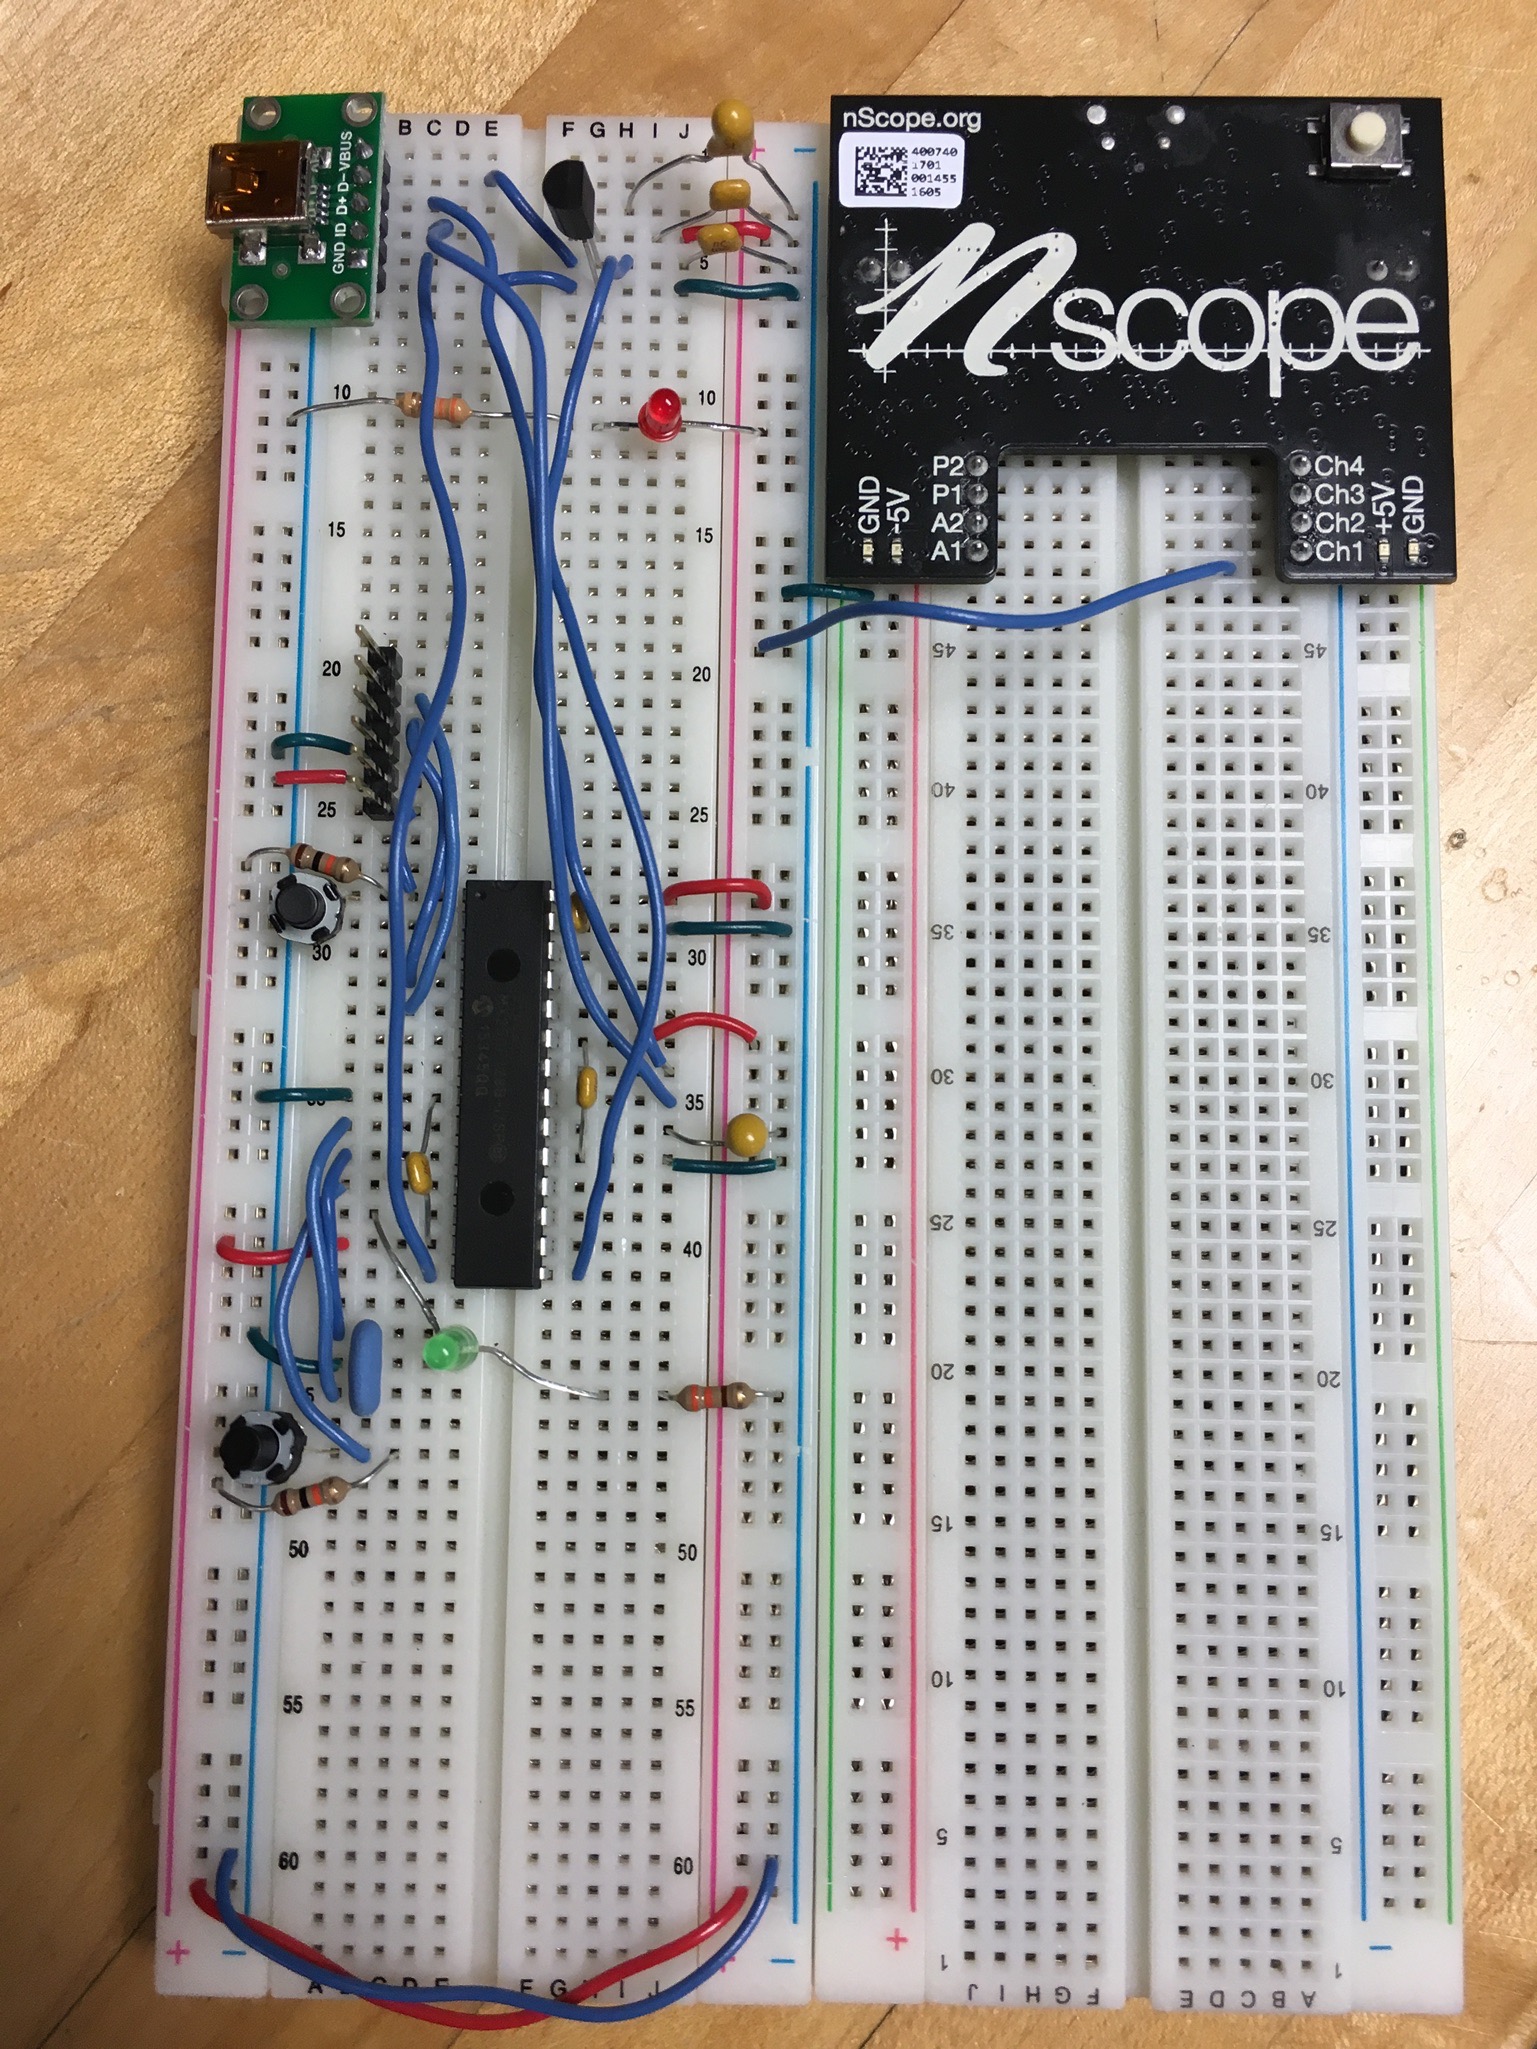 nScope.org
400740
1701
001455
1605
nscope
P2
P1
A2
A1
GND
-5V
Ch4
Ch3
Ch2
Ch1
+5V
GND
GND ID D+ D- VBUS
B C D E
F G H I J
+ −
5
10 10
15 15
20 20
25 25
30 30
35
40
50 50
55 55
60 60
+ −
A C D E
F G I J
−
45 45
40 40
35 35
30 30
25 25
20 20
15 15
10 10
5 5
1 1
+ −
J I H G F
E D C B A